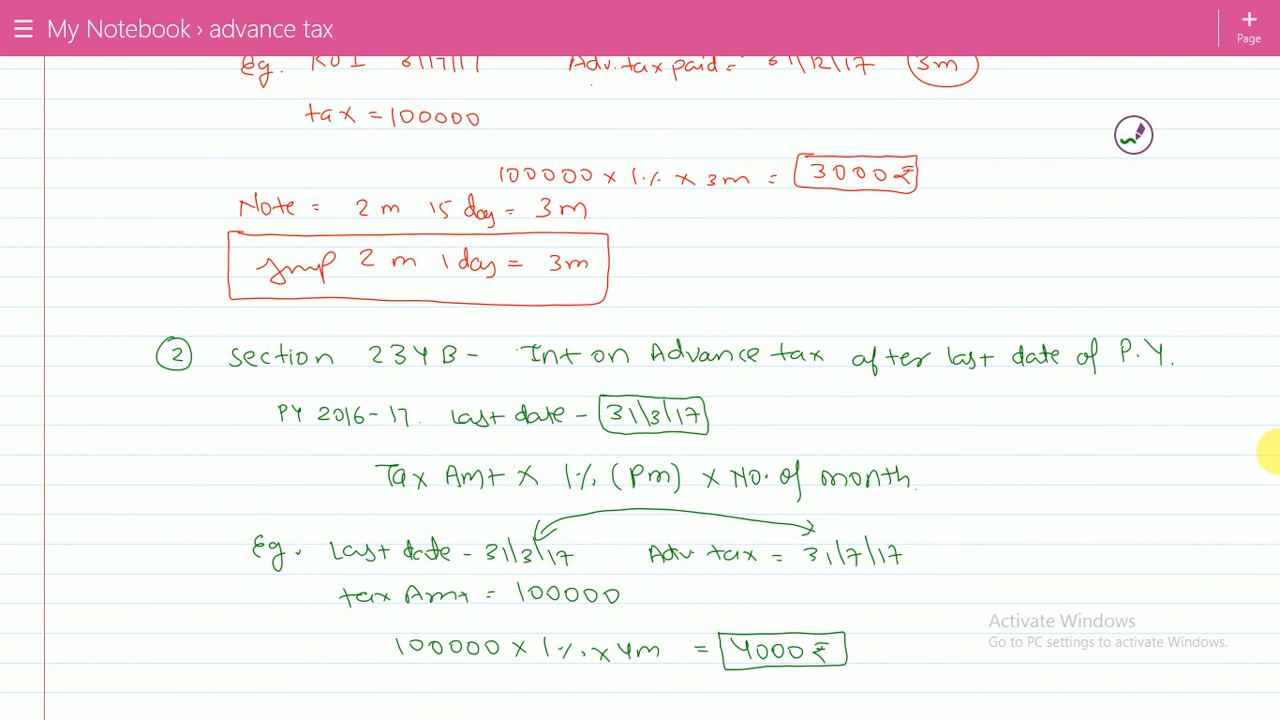 My Notebook › advance tax
Page
Eg. Adv. tax paid = 31/12/17 3m
tax = 100000
100000 x 1% x 3m = 3000₹
Note = 2 m 15 day = 3m
Imp 2 m 1 day = 3m
② Section 234 B - Int on Advance tax after last date of P.Y.
PY 2016-17. Last date - 31/3/17
Tax Amt x 1% (Pm) x No. of month.
Eg. Last date - 31/3/17 Adv tax = 31/7/17
tax Amt = 100000
100000 x 1% x 4m = 4000₹
Activate Windows
Go to PC settings to activate Windows.